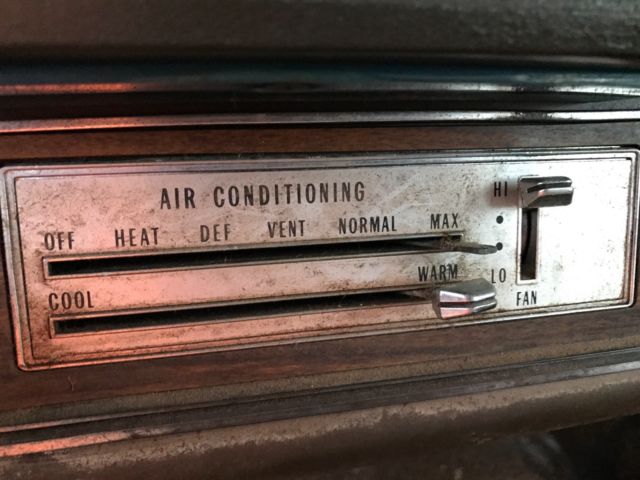 AIR CONDITIONING
HI
OFF HEAT DEF VENT NORMAL MAX
COOL WARM LO
FAN